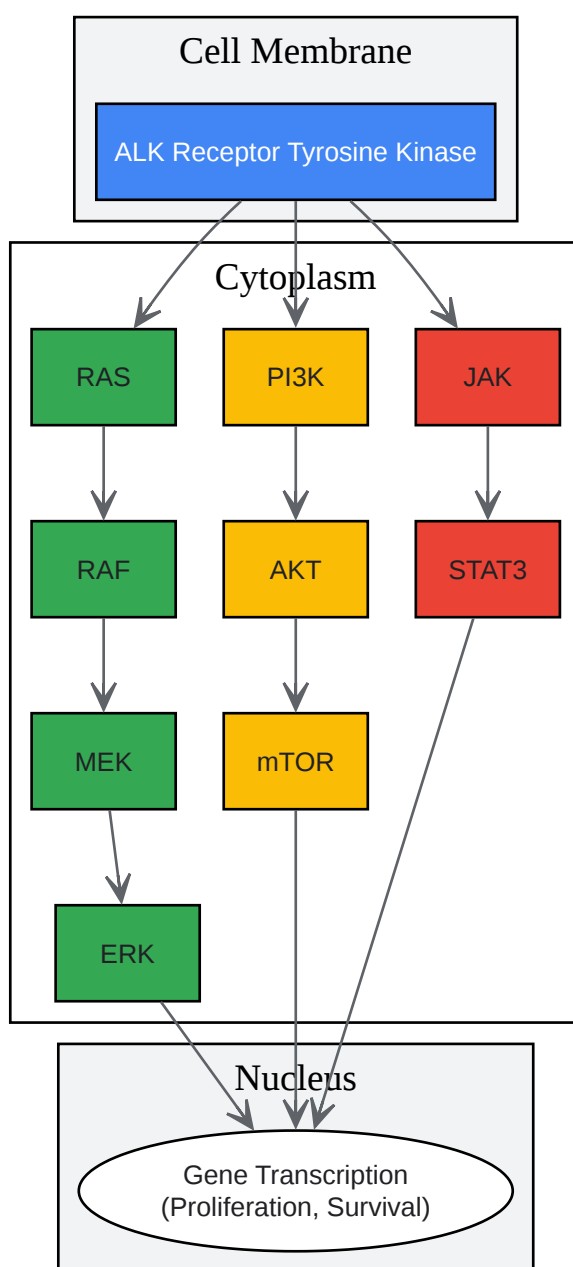 Cell Membrane
ALK Receptor Tyrosine Kinase
Cytoplasm
RAS
PI3K
JAK
RAF
AKT
STAT3
MEK
mTOR
ERK
Nucleus
Gene Transcription
(Proliferation, Survival)